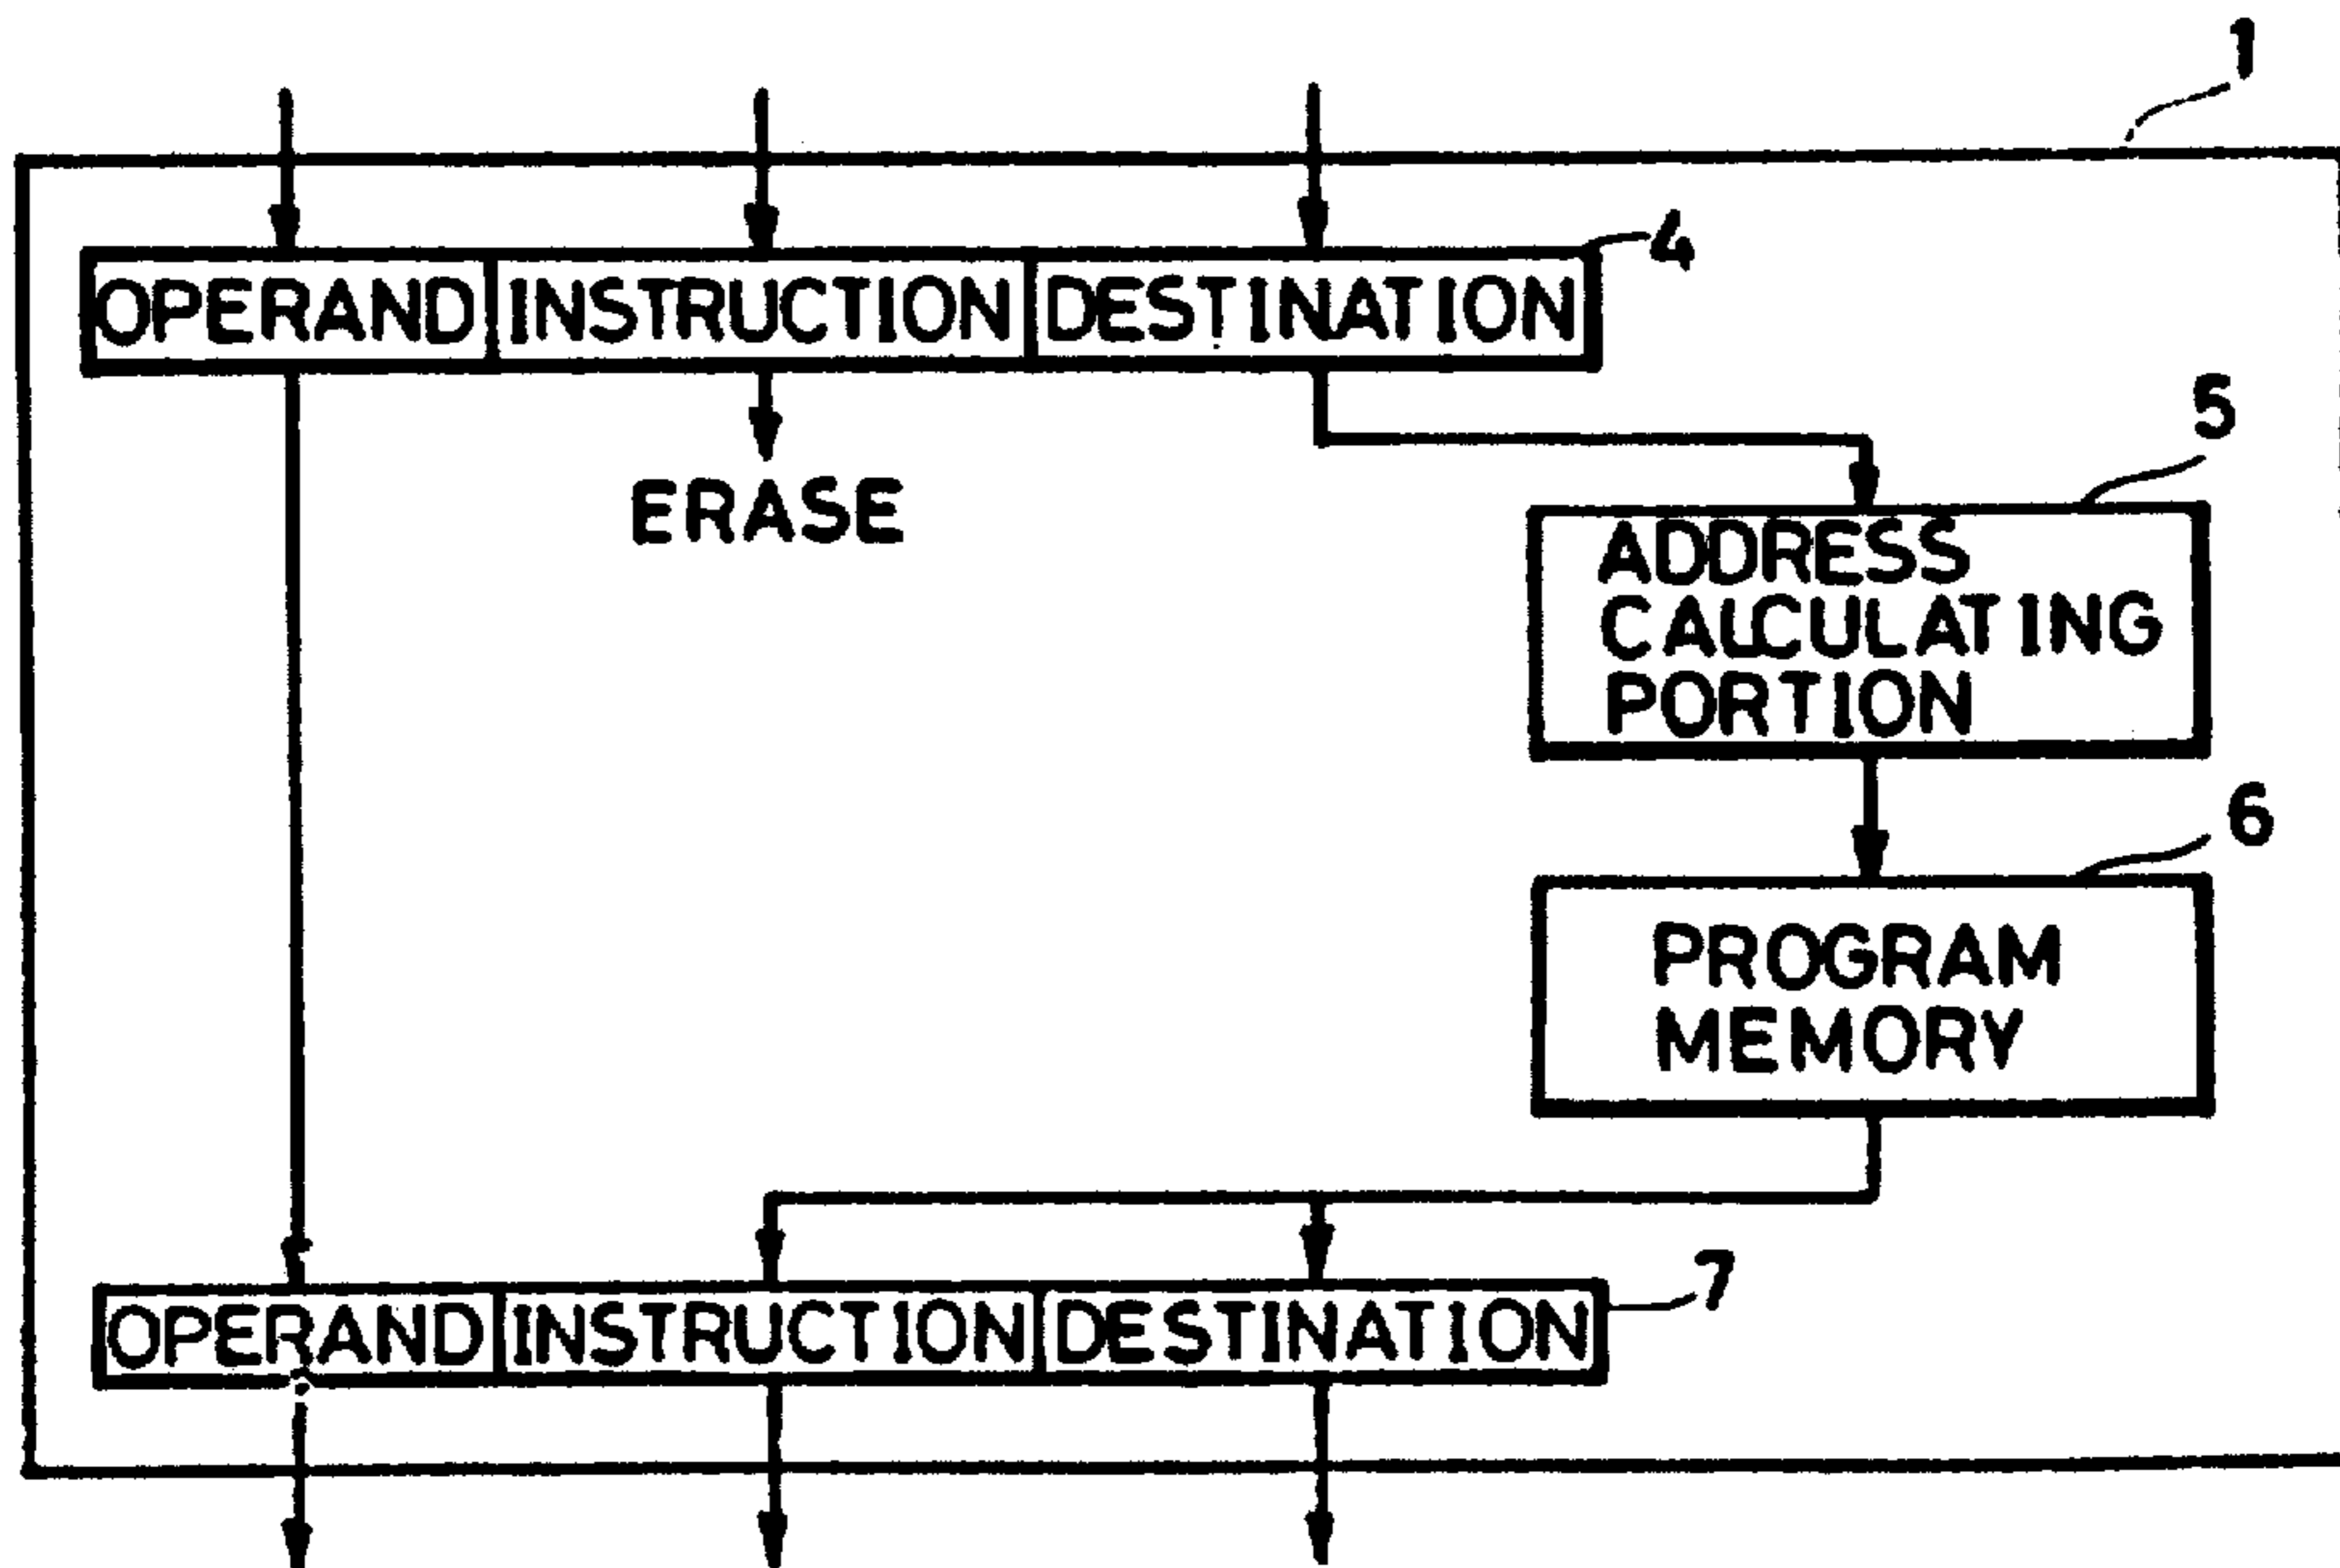 1
OPERAND INSTRUCTION DESTINATION 4
5
ERASE
ADDRESS
CALCULATING
PORTION
6
PROGRAM
MEMORY
OPERAND INSTRUCTION DESTINATION 7